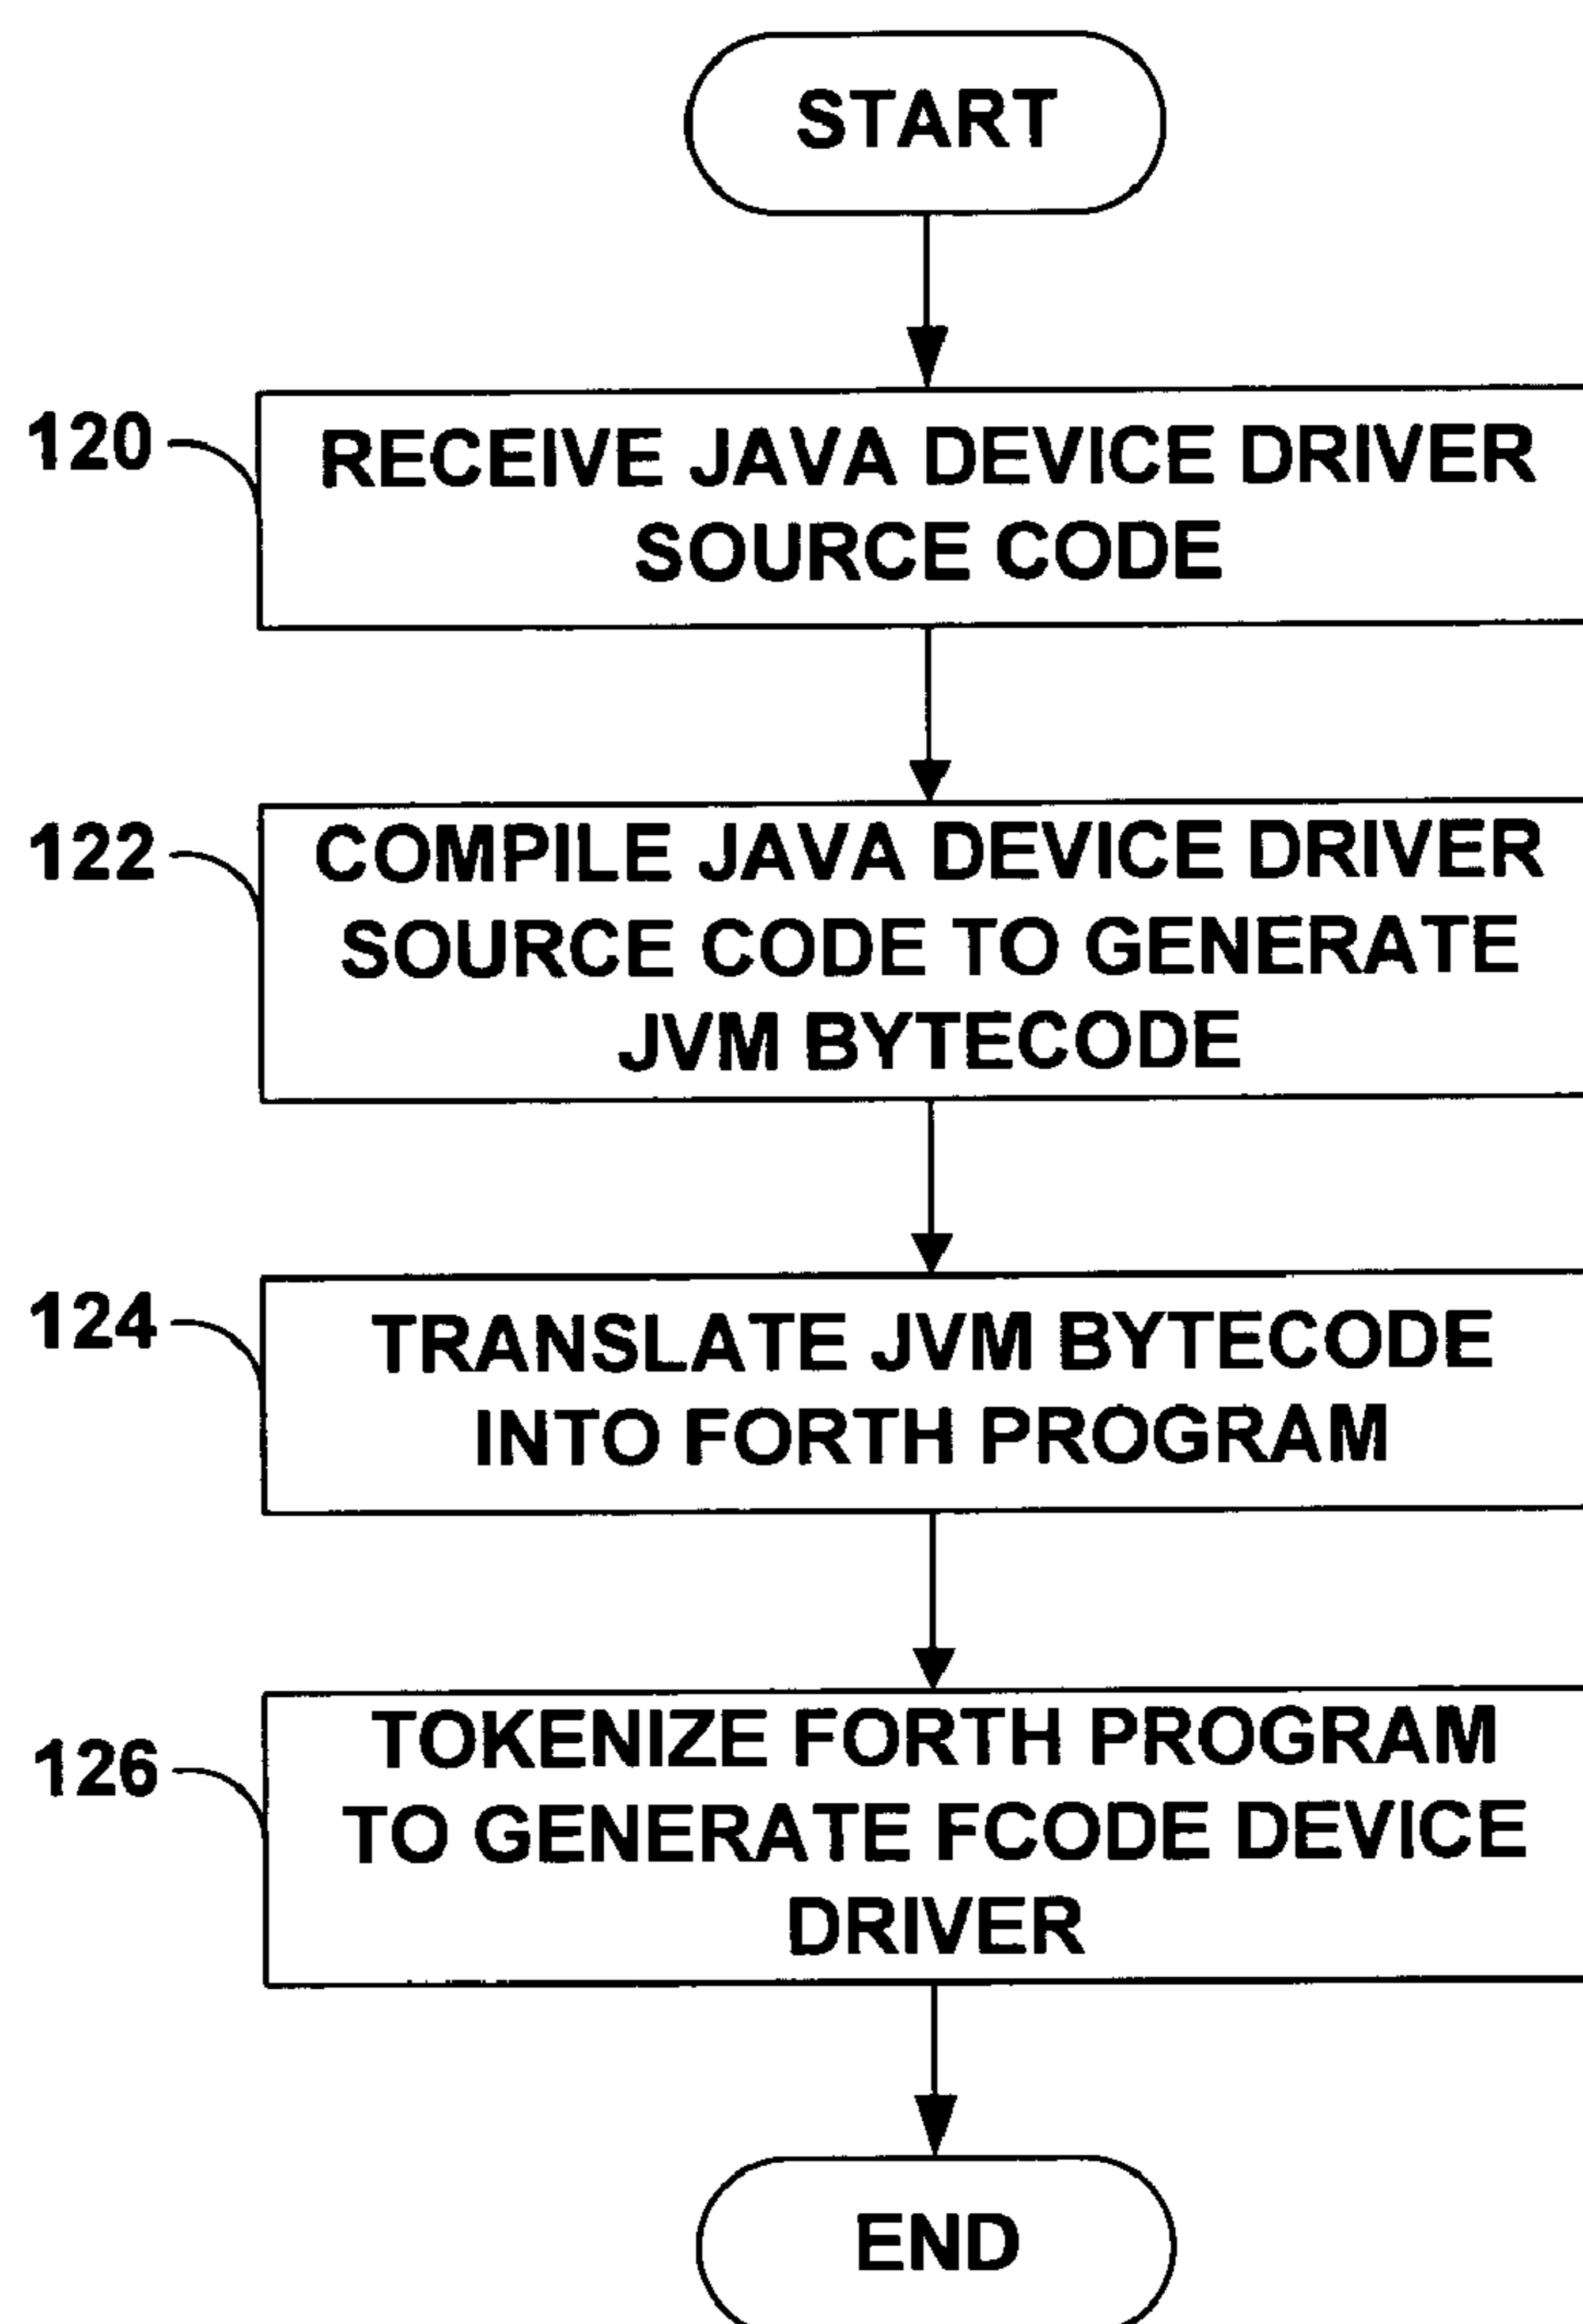 START
120
RECEIVE JAVA DEVICE DRIVER
SOURCE CODE
122
COMPILE JAVA DEVICE DRIVER
SOURCE CODE TO GENERATE
JVM BYTECODE
124
TRANSLATE JVM BYTECODE
INTO FORTH PROGRAM
126
TOKENIZE FORTH PROGRAM
TO GENERATE FCODE DEVICE
DRIVER
END